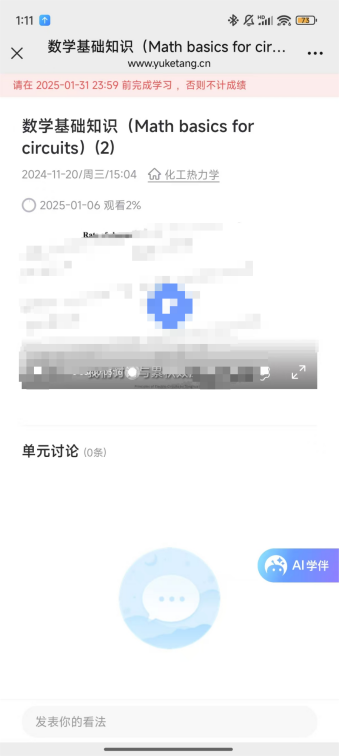 1:11
73
数学基础知识（Math basics for cir...
www.yuketang.cn
请在 2025-01-31 23:59 前完成学习 ，否则不计成绩
数学基础知识（Math basics for
circuits）(2)
2024-11-20/周三/15:04 化工热力学
2025-01-06 观看2%
单元讨论 (0条)
AI学伴
发表你的看法